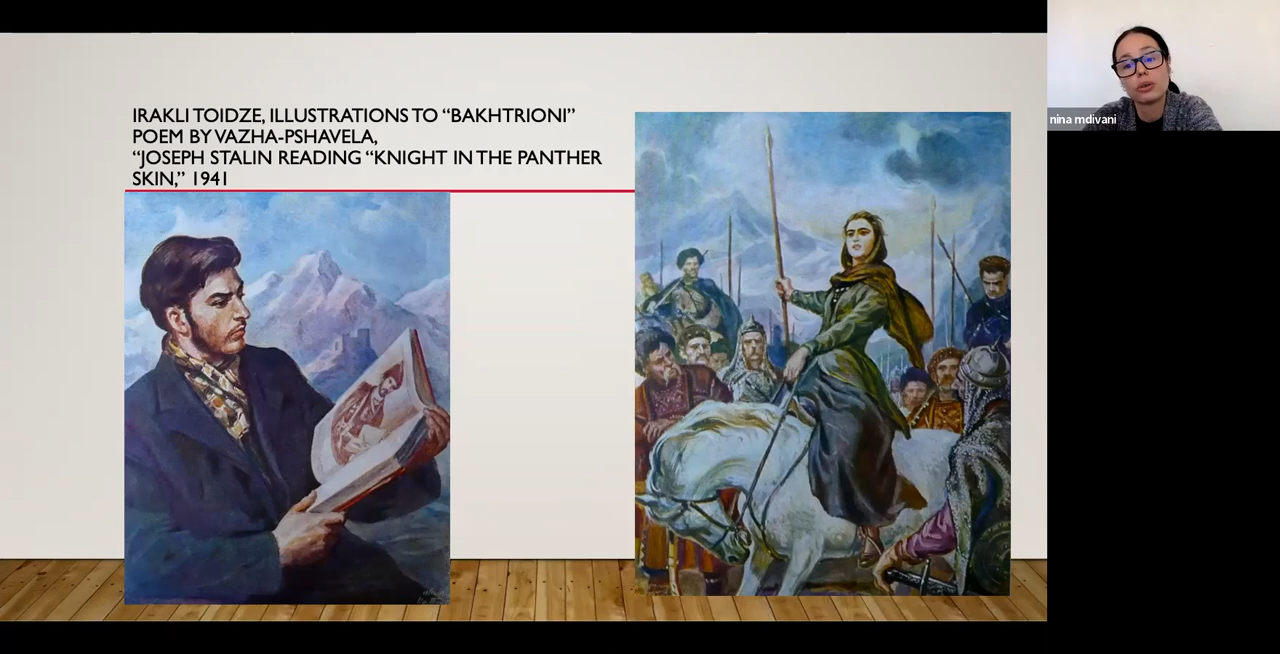 IRAKLI TOIDZE, ILLUSTRATIONS TO “BAKHTRIONI”
POEM BY VAZHA-PSHAVELA,
“JOSEPH STALIN READING “KNIGHT IN THE PANTHER
SKIN,” 1941
nina mdivani